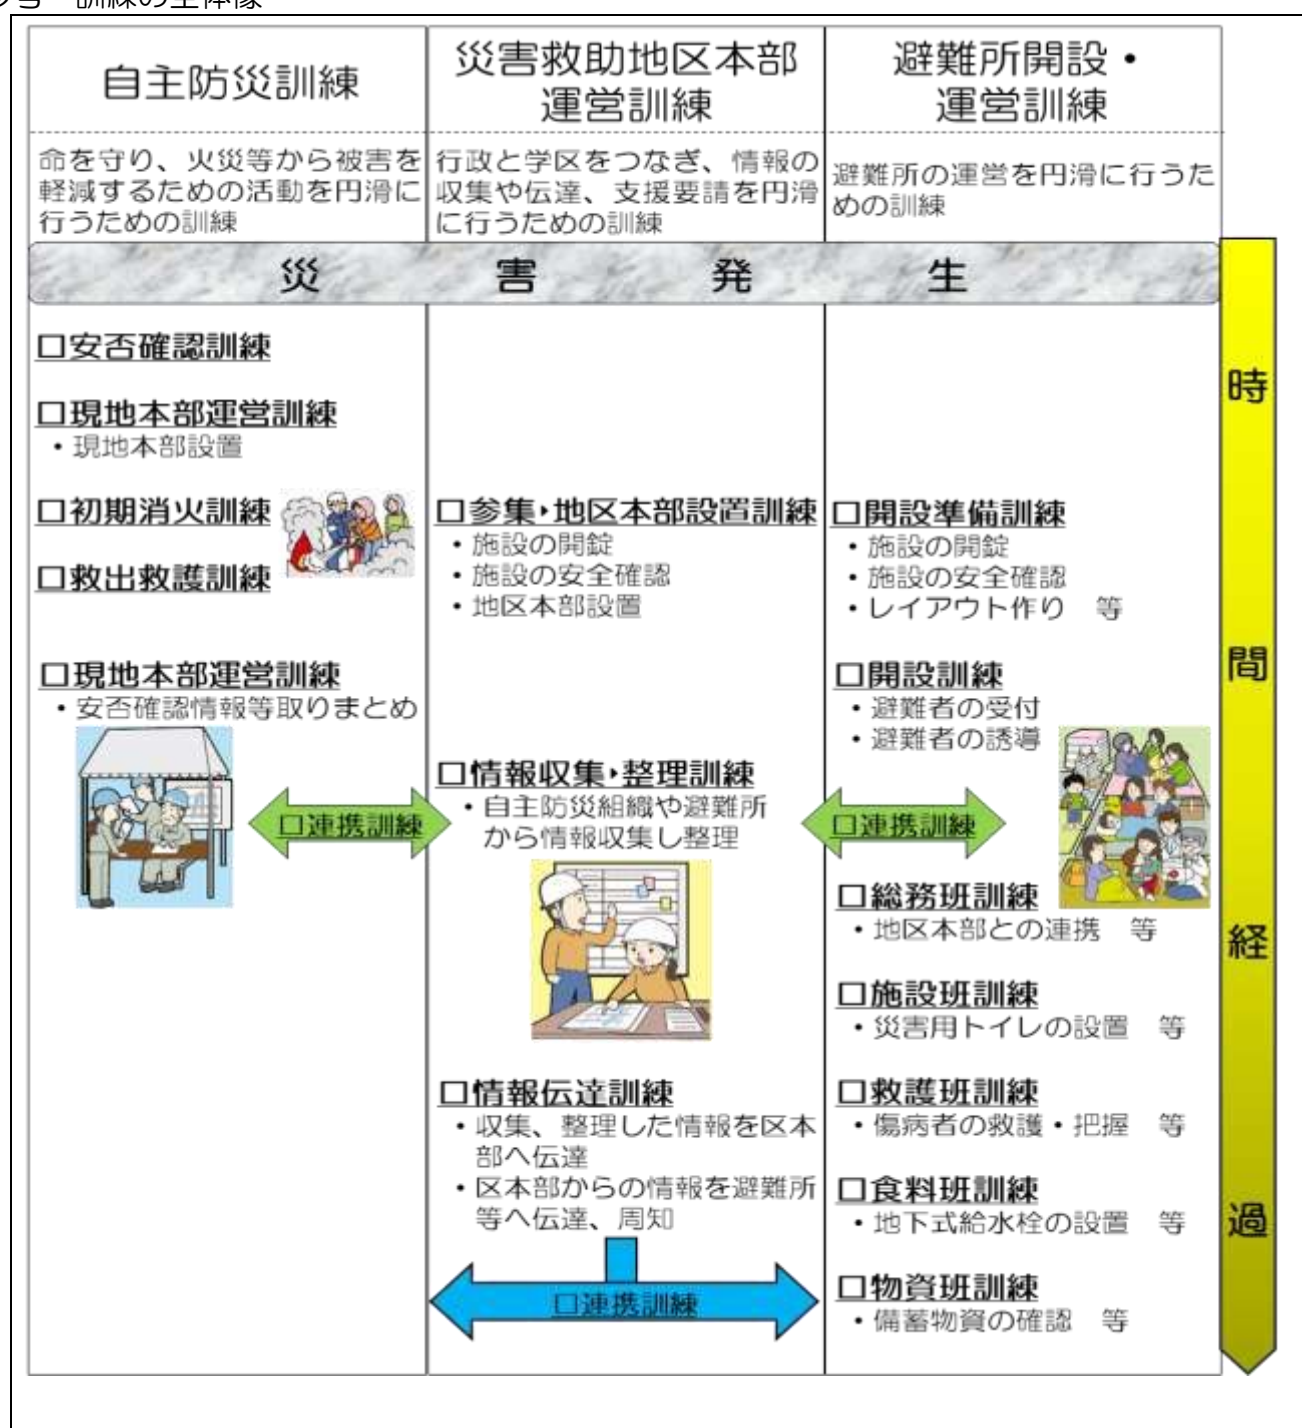 訓練の全体像
自主防災訓練
命を守り、火災等から被害を
軽減するための活動を円滑に
行うための訓練
災害救助地区本部
運営訓練
行政と学区をつなぎ、情報の
収集や伝達、支援要請を円滑
に行うための訓練
避難所開設・
運営訓練
避難所の運営を円滑に行うた
めの訓練
災害発生
□安否確認訓練
□現地本部運営訓練
・現地本部設置
□初期消火訓練
□救出救護訓練
□現地本部運営訓練
・安否確認情報等取りまとめ
□連携訓練
□参集・地区本部設置訓練
・施設の開錠
・施設の安全確認
・地区本部設置
□情報収集・整理訓練
・自主防災組織や避難所
から情報収集し整理
□情報伝達訓練
・収集、整理した情報を区本
部へ伝達
・区本部からの情報を避難所
等へ伝達、周知
□連携訓練
□開設準備訓練
・施設の開錠
・施設の安全確認
・レイアウト作り　等
□開設訓練
・避難者の受付
・避難者の誘導
□連携訓練
□総務班訓練
・地区本部との連携　等
□施設班訓練
・災害用トイレの設置　等
□救護班訓練
・傷病者の救護・把握　等
□食料班訓練
・地下式給水栓の設置　等
□物資班訓練
・備蓄物資の確認　等
時間経過